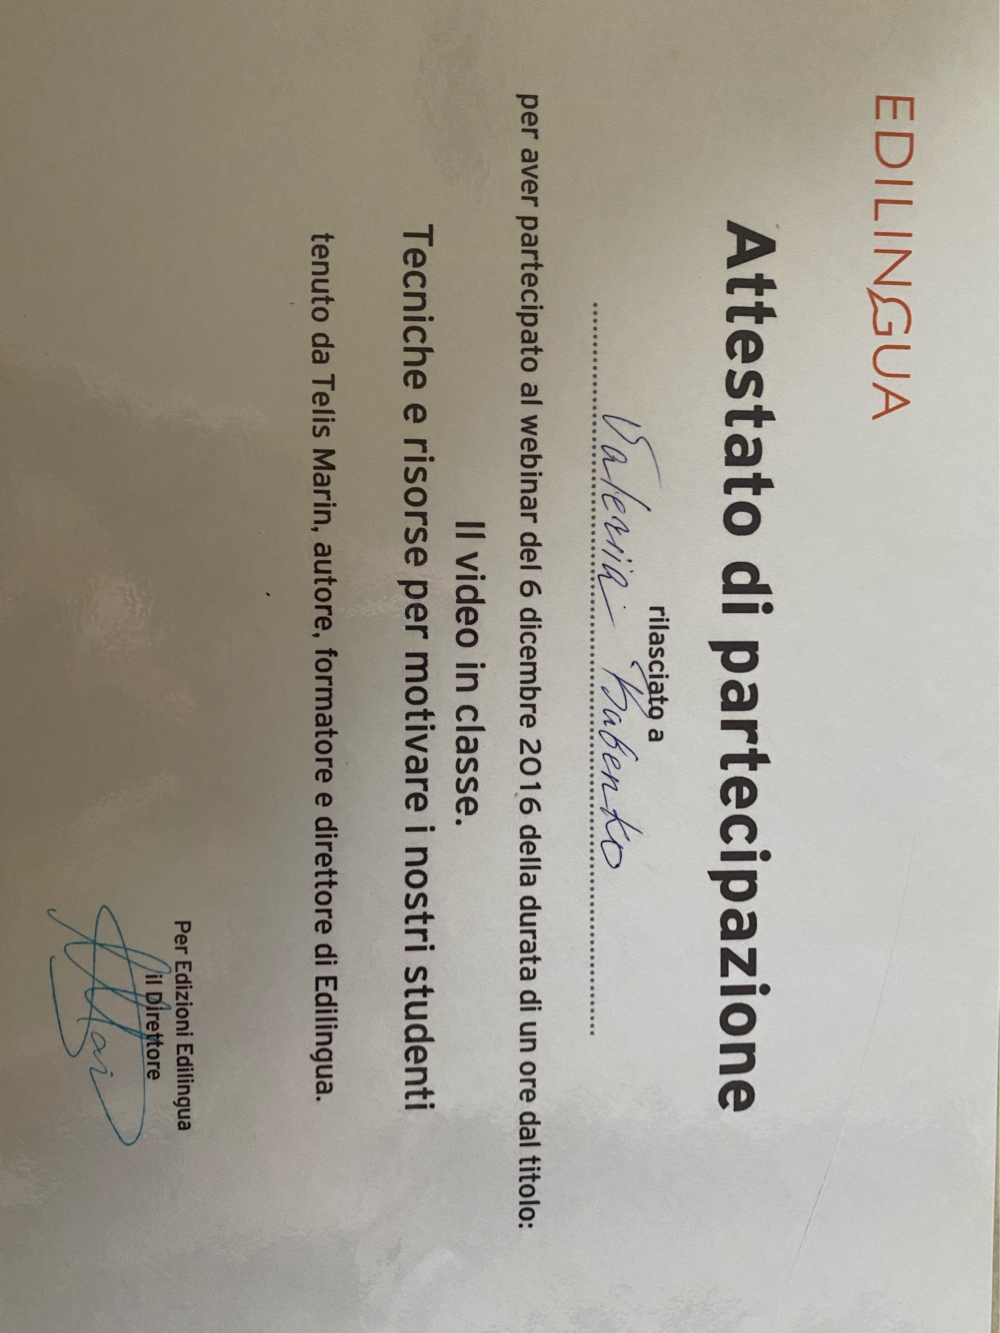 EDILINGUA
Attestato di partecipazione
rilasciato a
Valeriia Babenko
per aver partecipato al webinar del 6 dicembre 2016 della durata di un ore dal titolo:
Il video in classe.
Tecniche e risorse per motivare i nostri studenti
tenuto da Telis Marin, autore, formatore e direttore di Edilingua.
Per Edizioni Edilingua
il Direttore